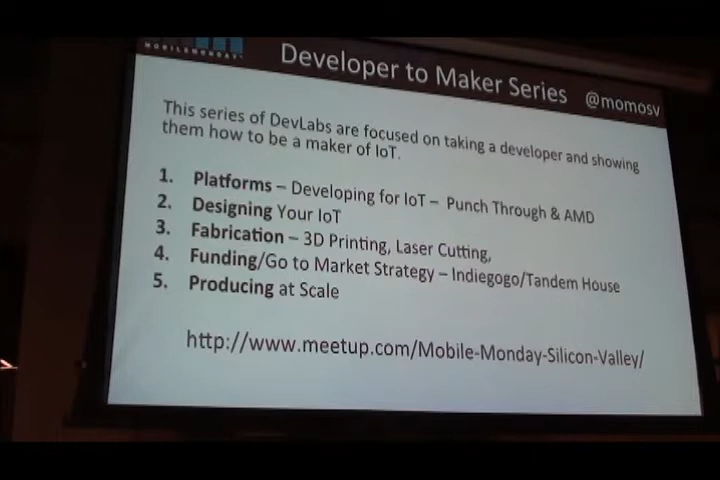 MOBILEMONDAY
Developer to Maker Series @momosv
This series of DevLabs are focused on taking a developer and showing
them how to be a maker of IoT.
1. Platforms – Developing for IoT – Punch Through & AMD
2. Designing Your IoT
3. Fabrication – 3D Printing, Laser Cutting,
4. Funding/Go to Market Strategy – Indiegogo/Tandem House
5. Producing at Scale
http://www.meetup.com/Mobile-Monday-Silicon-Valley/